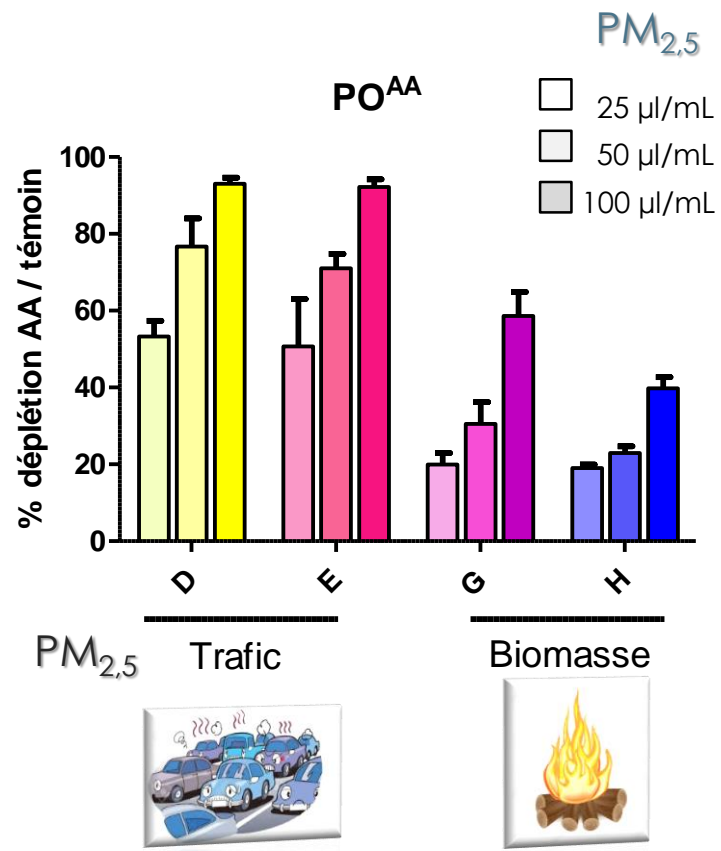 PM2,5
PO^AA
25 µl/mL
50 µl/mL
100 µl/mL
% déplétion AA / témoin
100
80
60
40
20
0
D E G H
PM2,5 Trafic Biomasse